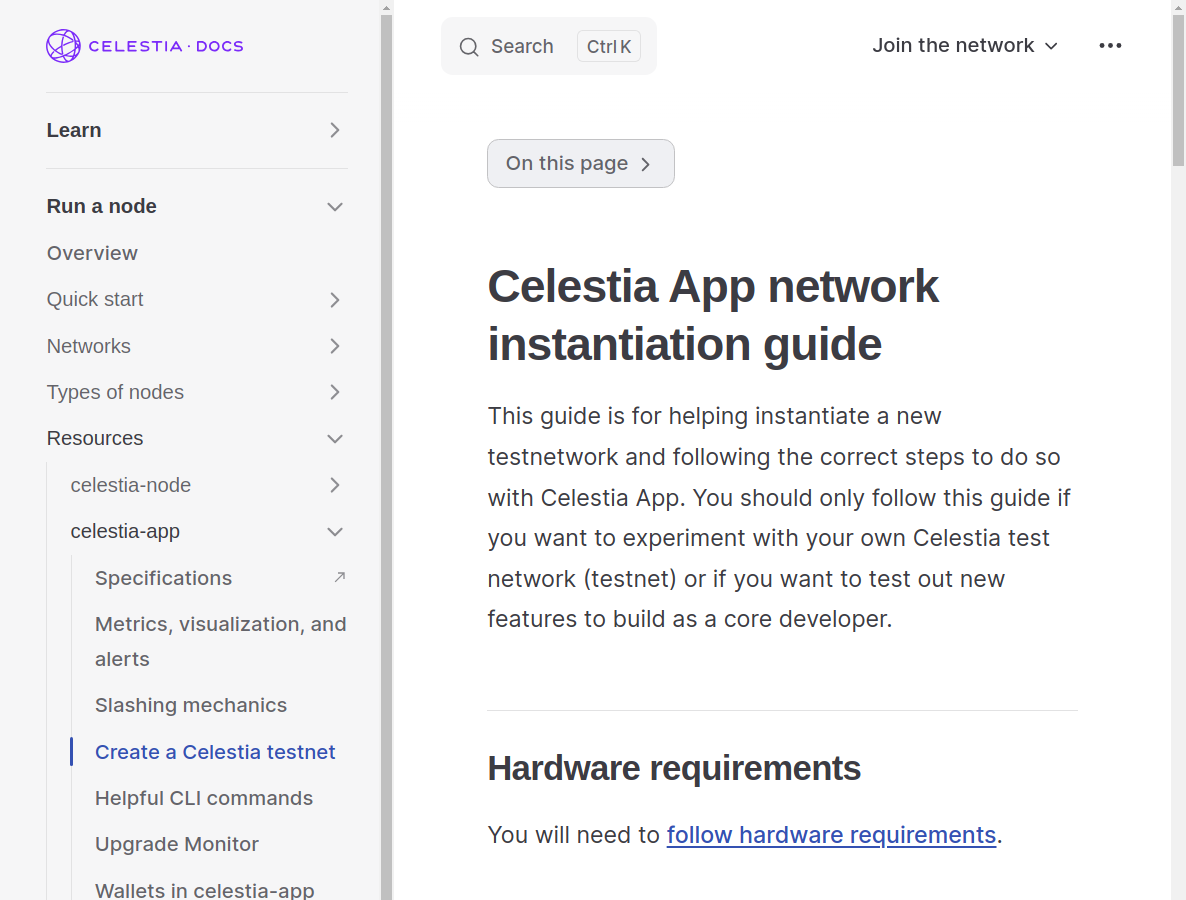 CELESTIA · DOCS
Learn
Run a node
Overview
Quick start
Networks
Types of nodes
Resources
celestia-node
celestia-app
Specifications
Metrics, visualization, and
alerts
Slashing mechanics
Create a Celestia testnet
Helpful CLI commands
Upgrade Monitor
Wallets in celestia-app
Search Ctrl K
Join the network
On this page
Celestia App network
instantiation guide
This guide is for helping instantiate a new
testnetwork and following the correct steps to do so
with Celestia App. You should only follow this guide if
you want to experiment with your own Celestia test
network (testnet) or if you want to test out new
features to build as a core developer.
Hardware requirements
You will need to follow hardware requirements.